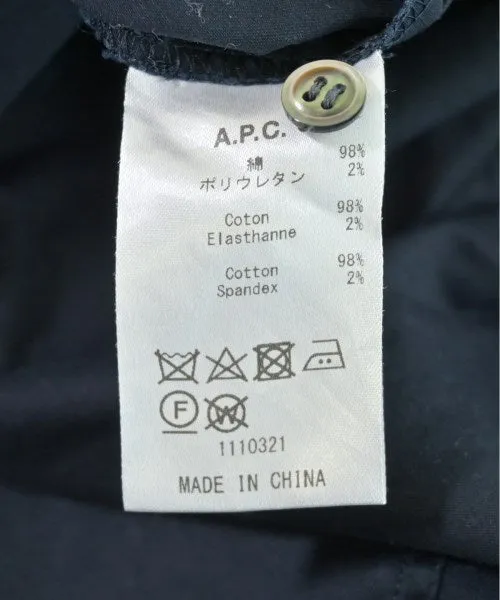 A.P.C.
綿 98%
ポリウレタン 2%
Coton 98%
Elasthanne 2%
Cotton 98%
Spandex 2%
F W
1110321
MADE IN CHINA